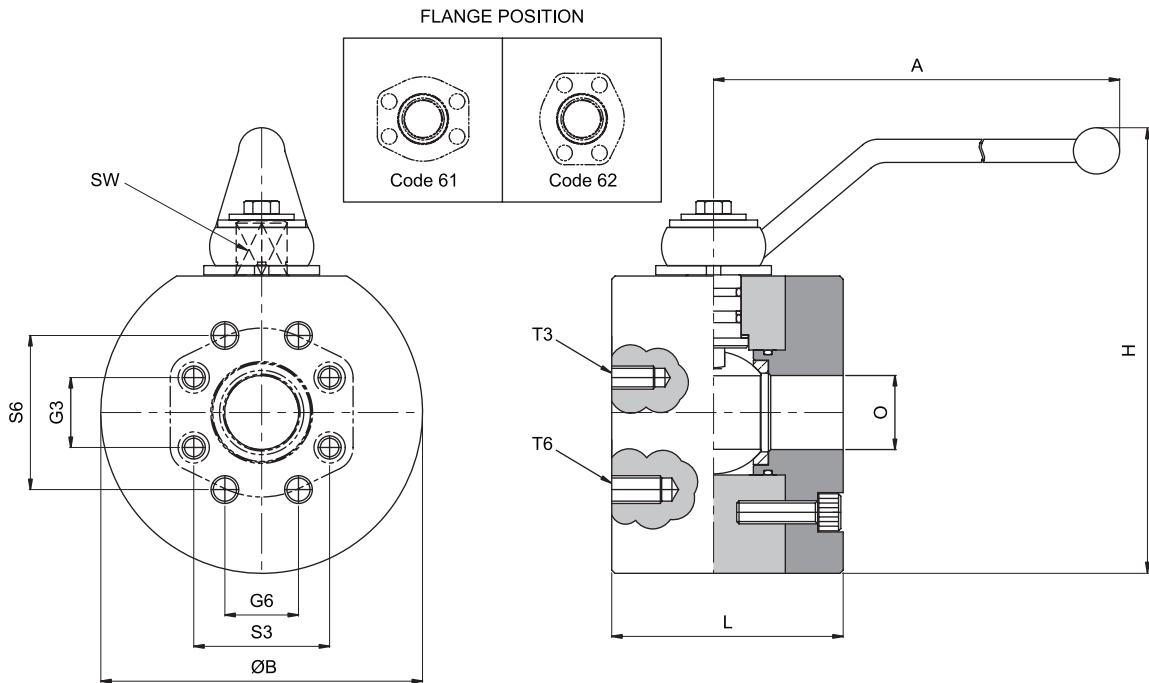 FLANGE POSITION
Code 61
Code 62
A
SW
T3
H
S6
G3
O
T6
G6
S3
L
ØB